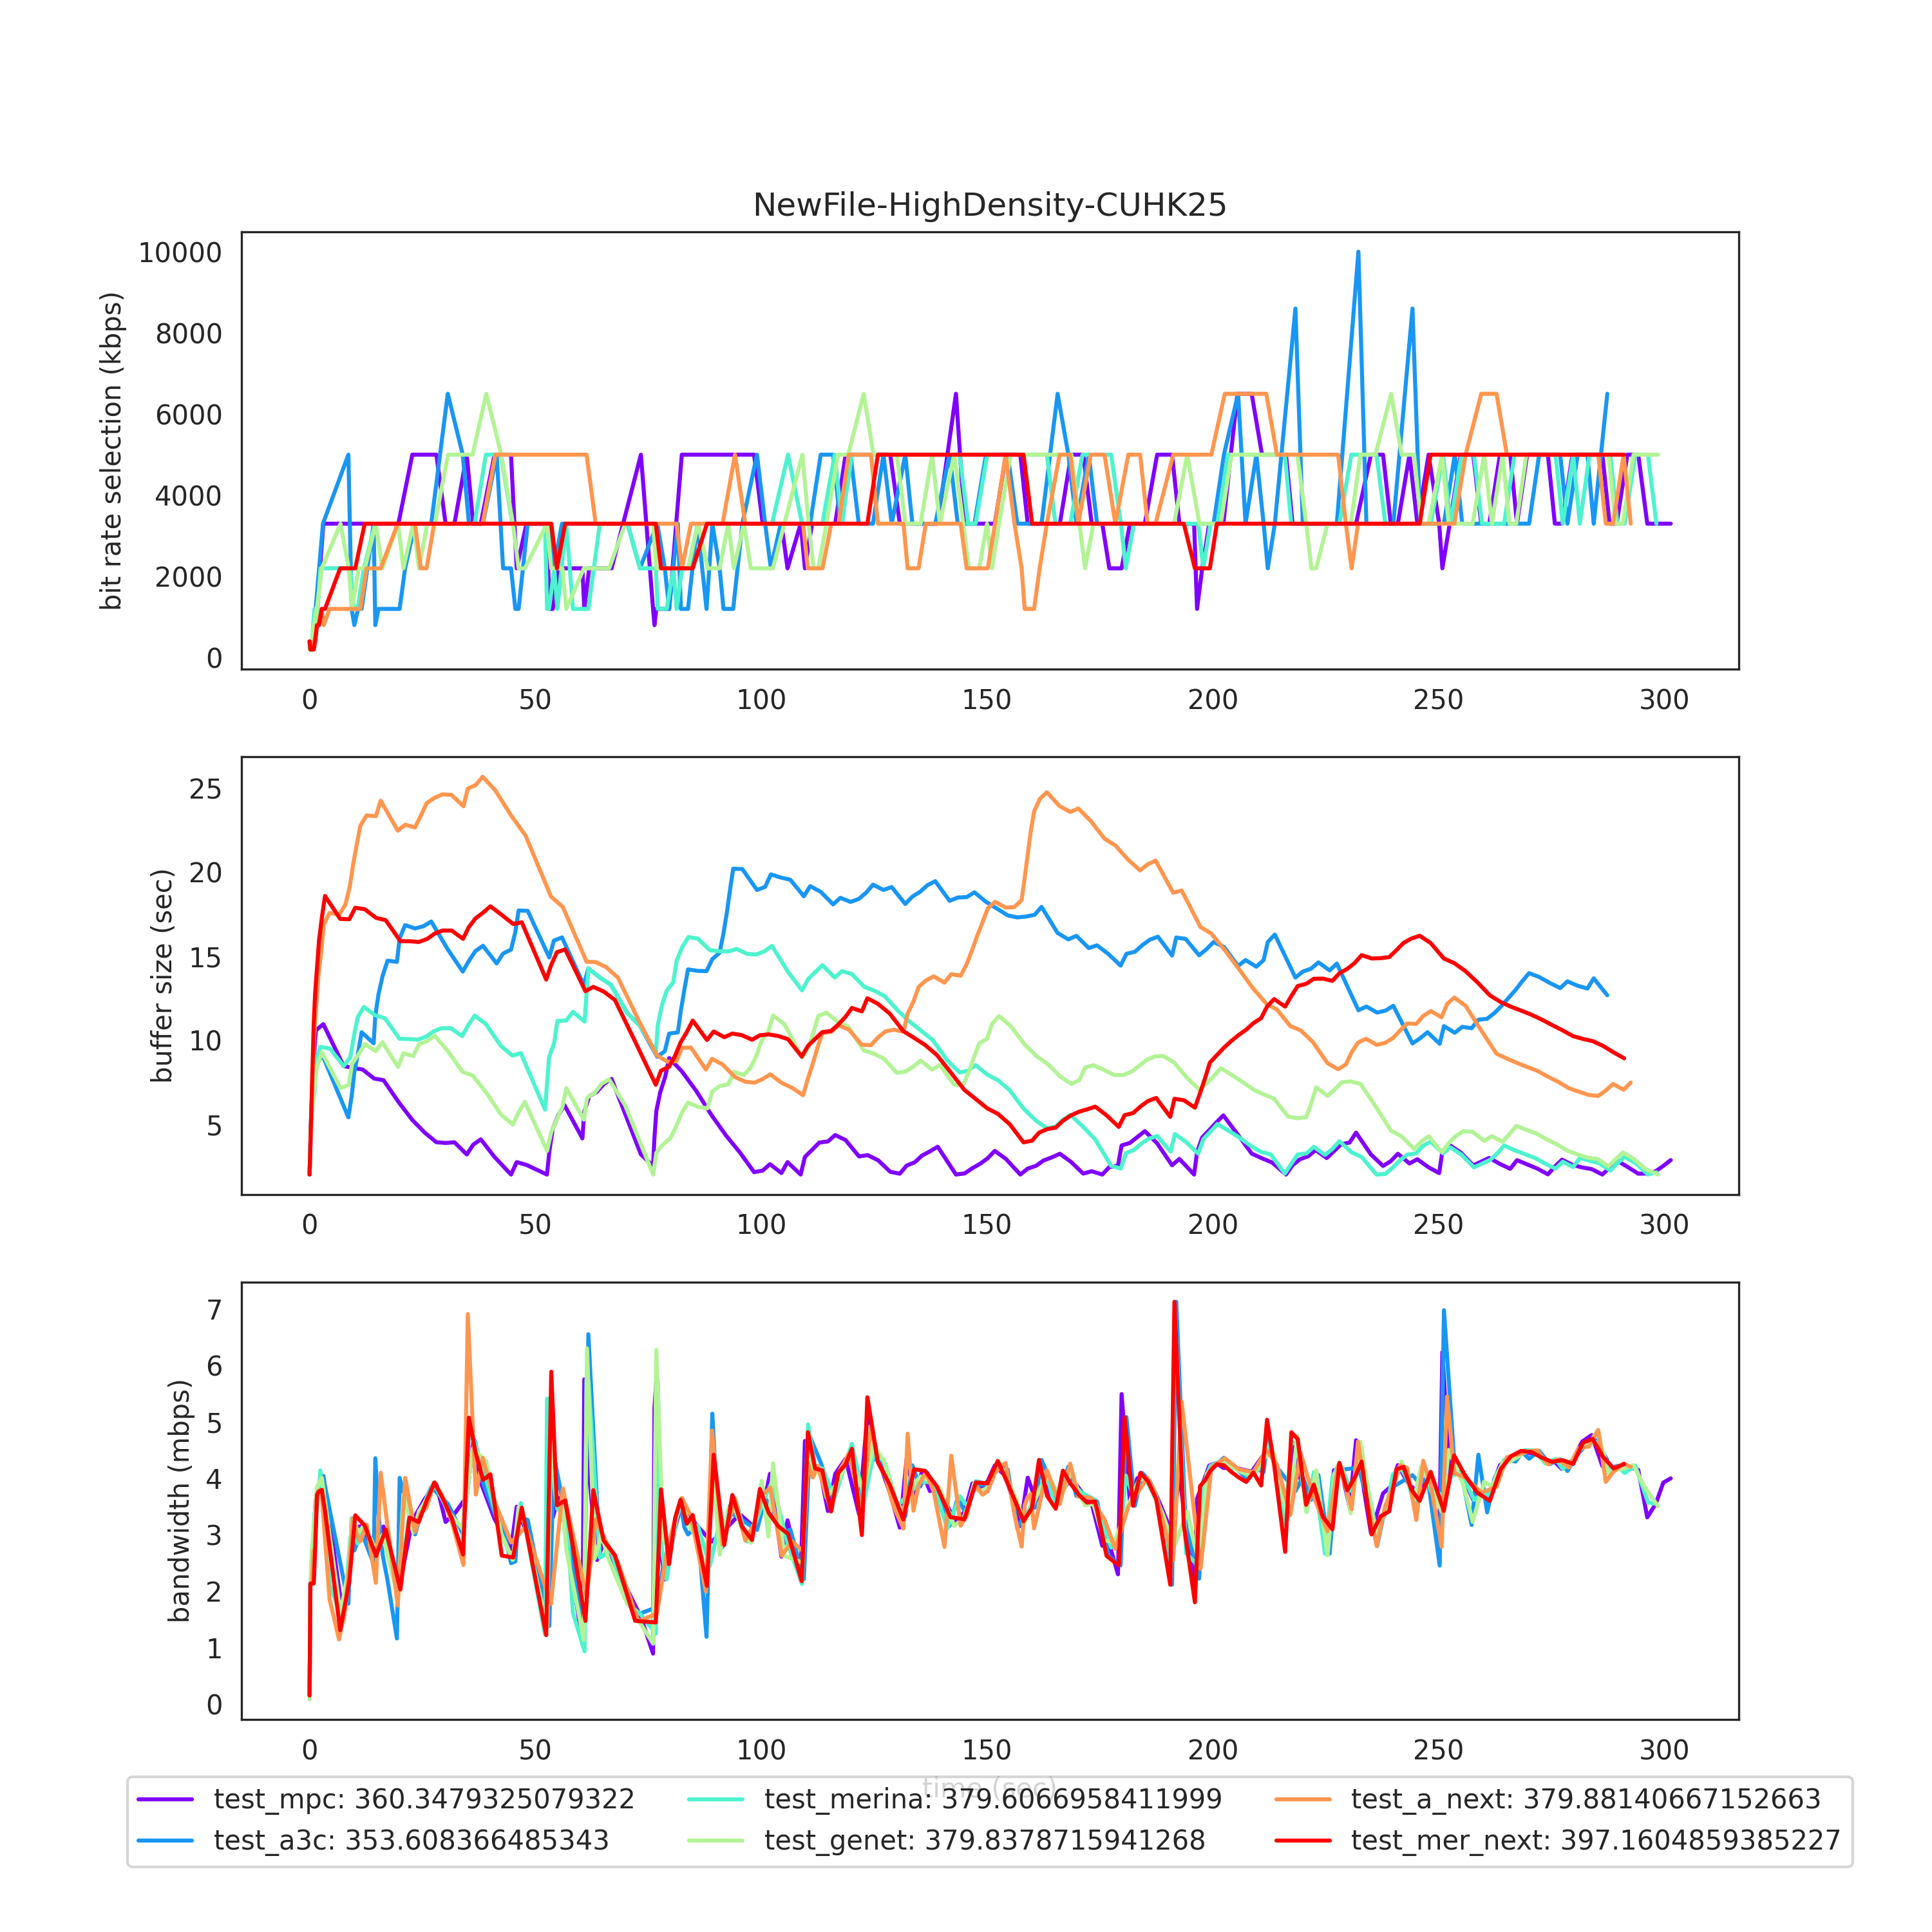 NewFile-HighDensity-CUHK25
bit rate selection (kbps)
10000
8000
6000
4000
2000
0
0 50 100 150 200 250 300
buffer size (sec)
25
20
15
10
5
0 50 100 150 200 250 300
bandwidth (mbps)
7
6
5
4
3
2
1
0
0 50 100 150 200 250 300
time (sec)
test_mpc: 360.3479325079322 test_merina: 379.6066958411999 test_a_next: 379.88140667152663
test_a3c: 353.608366485343 test_genet: 379.8378715941268 test_mer_next: 397.1604859385227